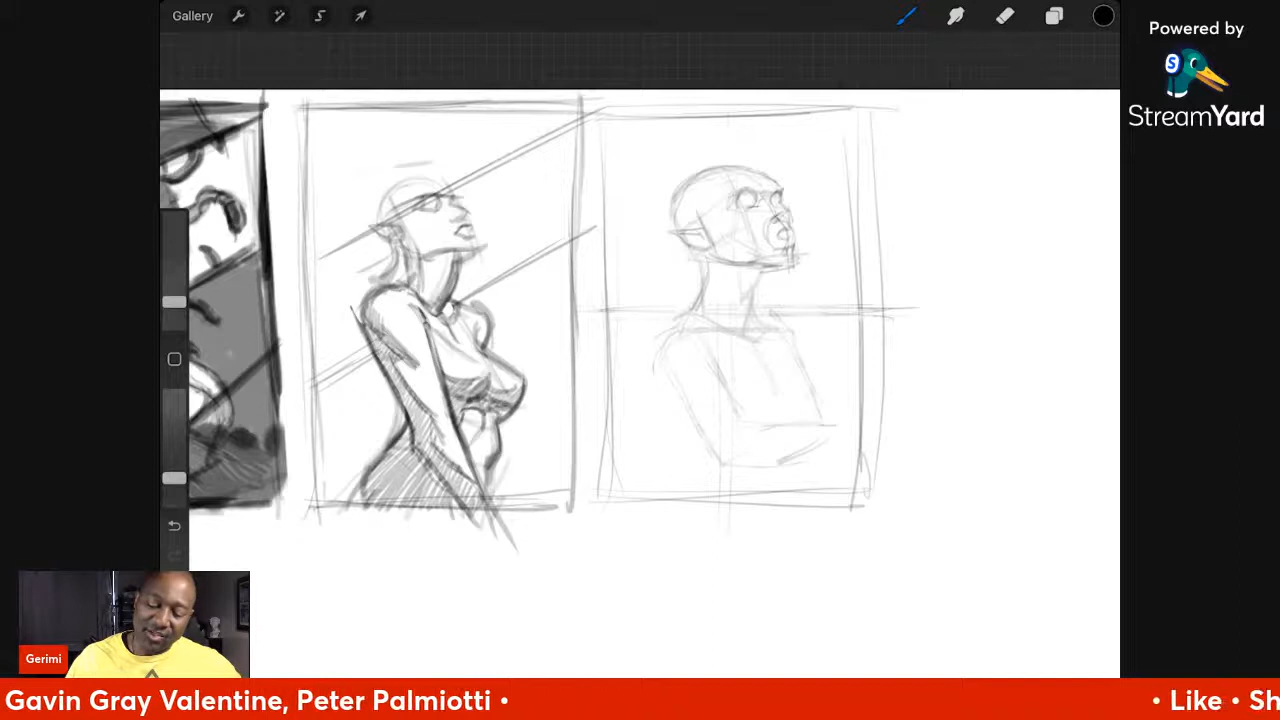 Gallery
Powered by
S
StreamYard
Gerimi
Gavin Gray Valentine, Peter Palmiotti •
• Like • Sh